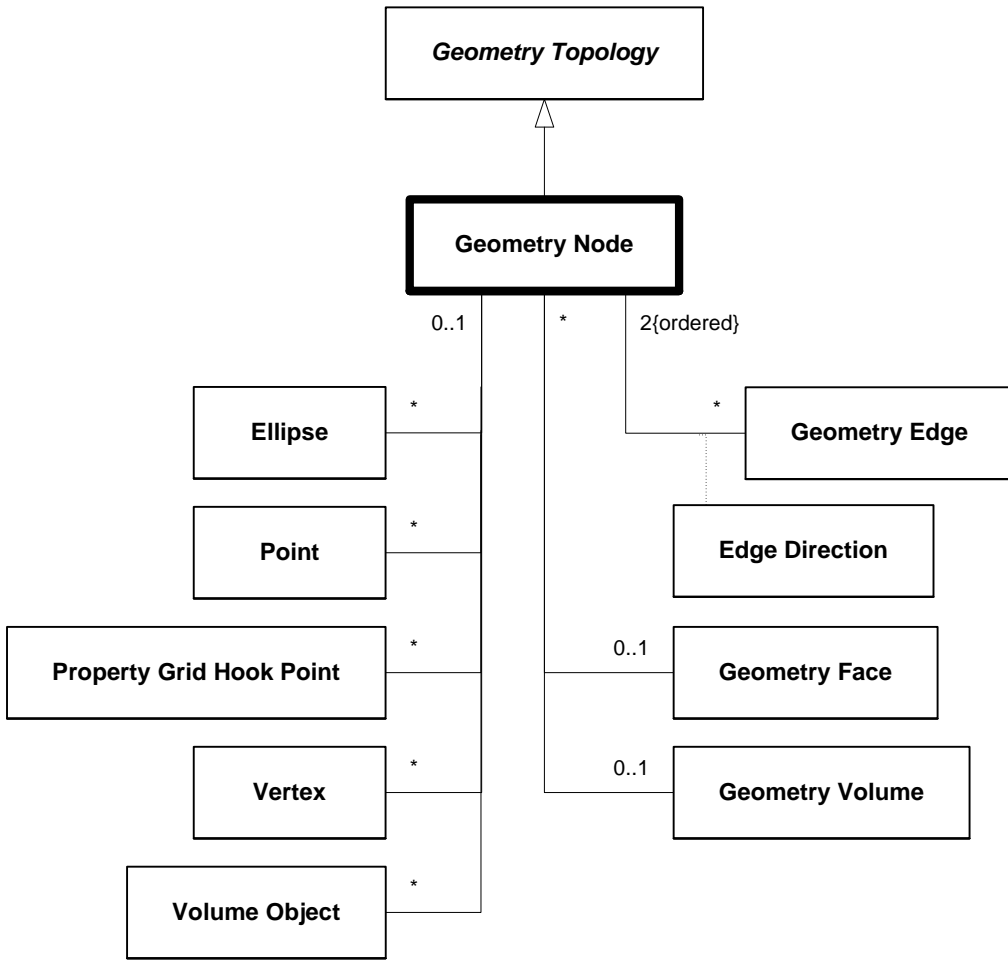 Geometry Topology
Geometry Node
0..1
*
2{ordered}
*
*
Ellipse
Geometry Edge
*
Point
Edge Direction
*
0..1
Property Grid Hook Point
Geometry Face
*
0..1
Vertex
Geometry Volume
*
Volume Object